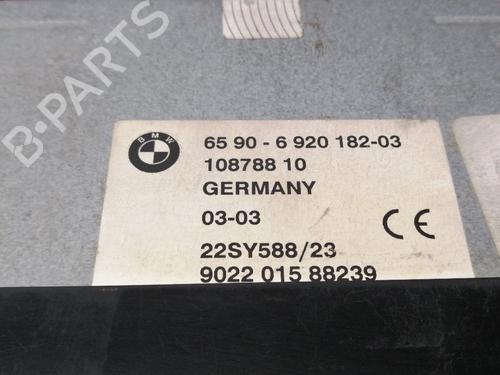 B-PARTS
BMW
65 90 - 6 920 182-03
108788 10
GERMANY
03-03
CE
22SY588/23
9022 015 88239